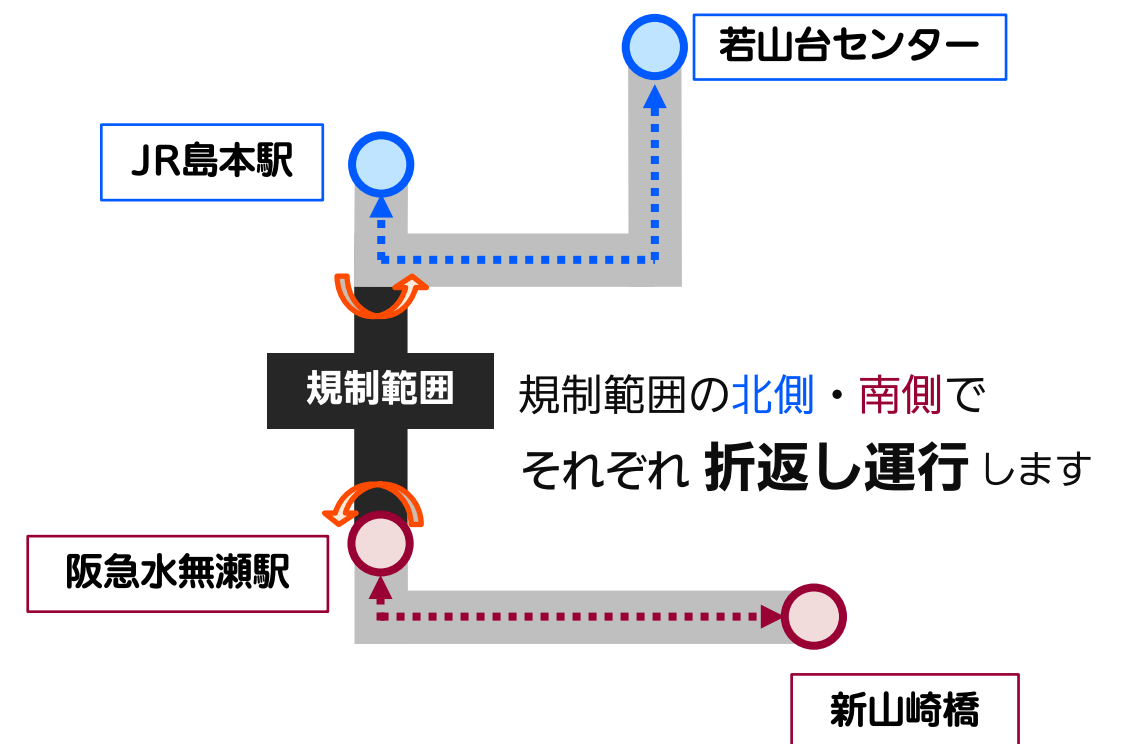 若山台センター
JR島本駅
規制範囲
規制範囲の北側・南側で
それぞれ 折返し運行 します
阪急水無瀬駅
新山崎橋